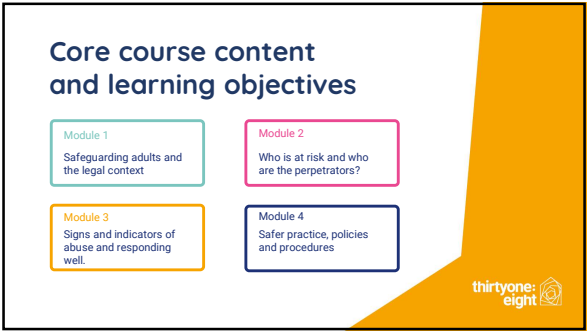 Core course content
and learning objectives
Module 1
Safeguarding adults and
the legal context
Module 2
Who is at risk and who
are the perpetrators?
Module 3
Signs and indicators of
abuse and responding
well.
Module 4
Safer practice, policies
and procedures
thirtyone:
eight